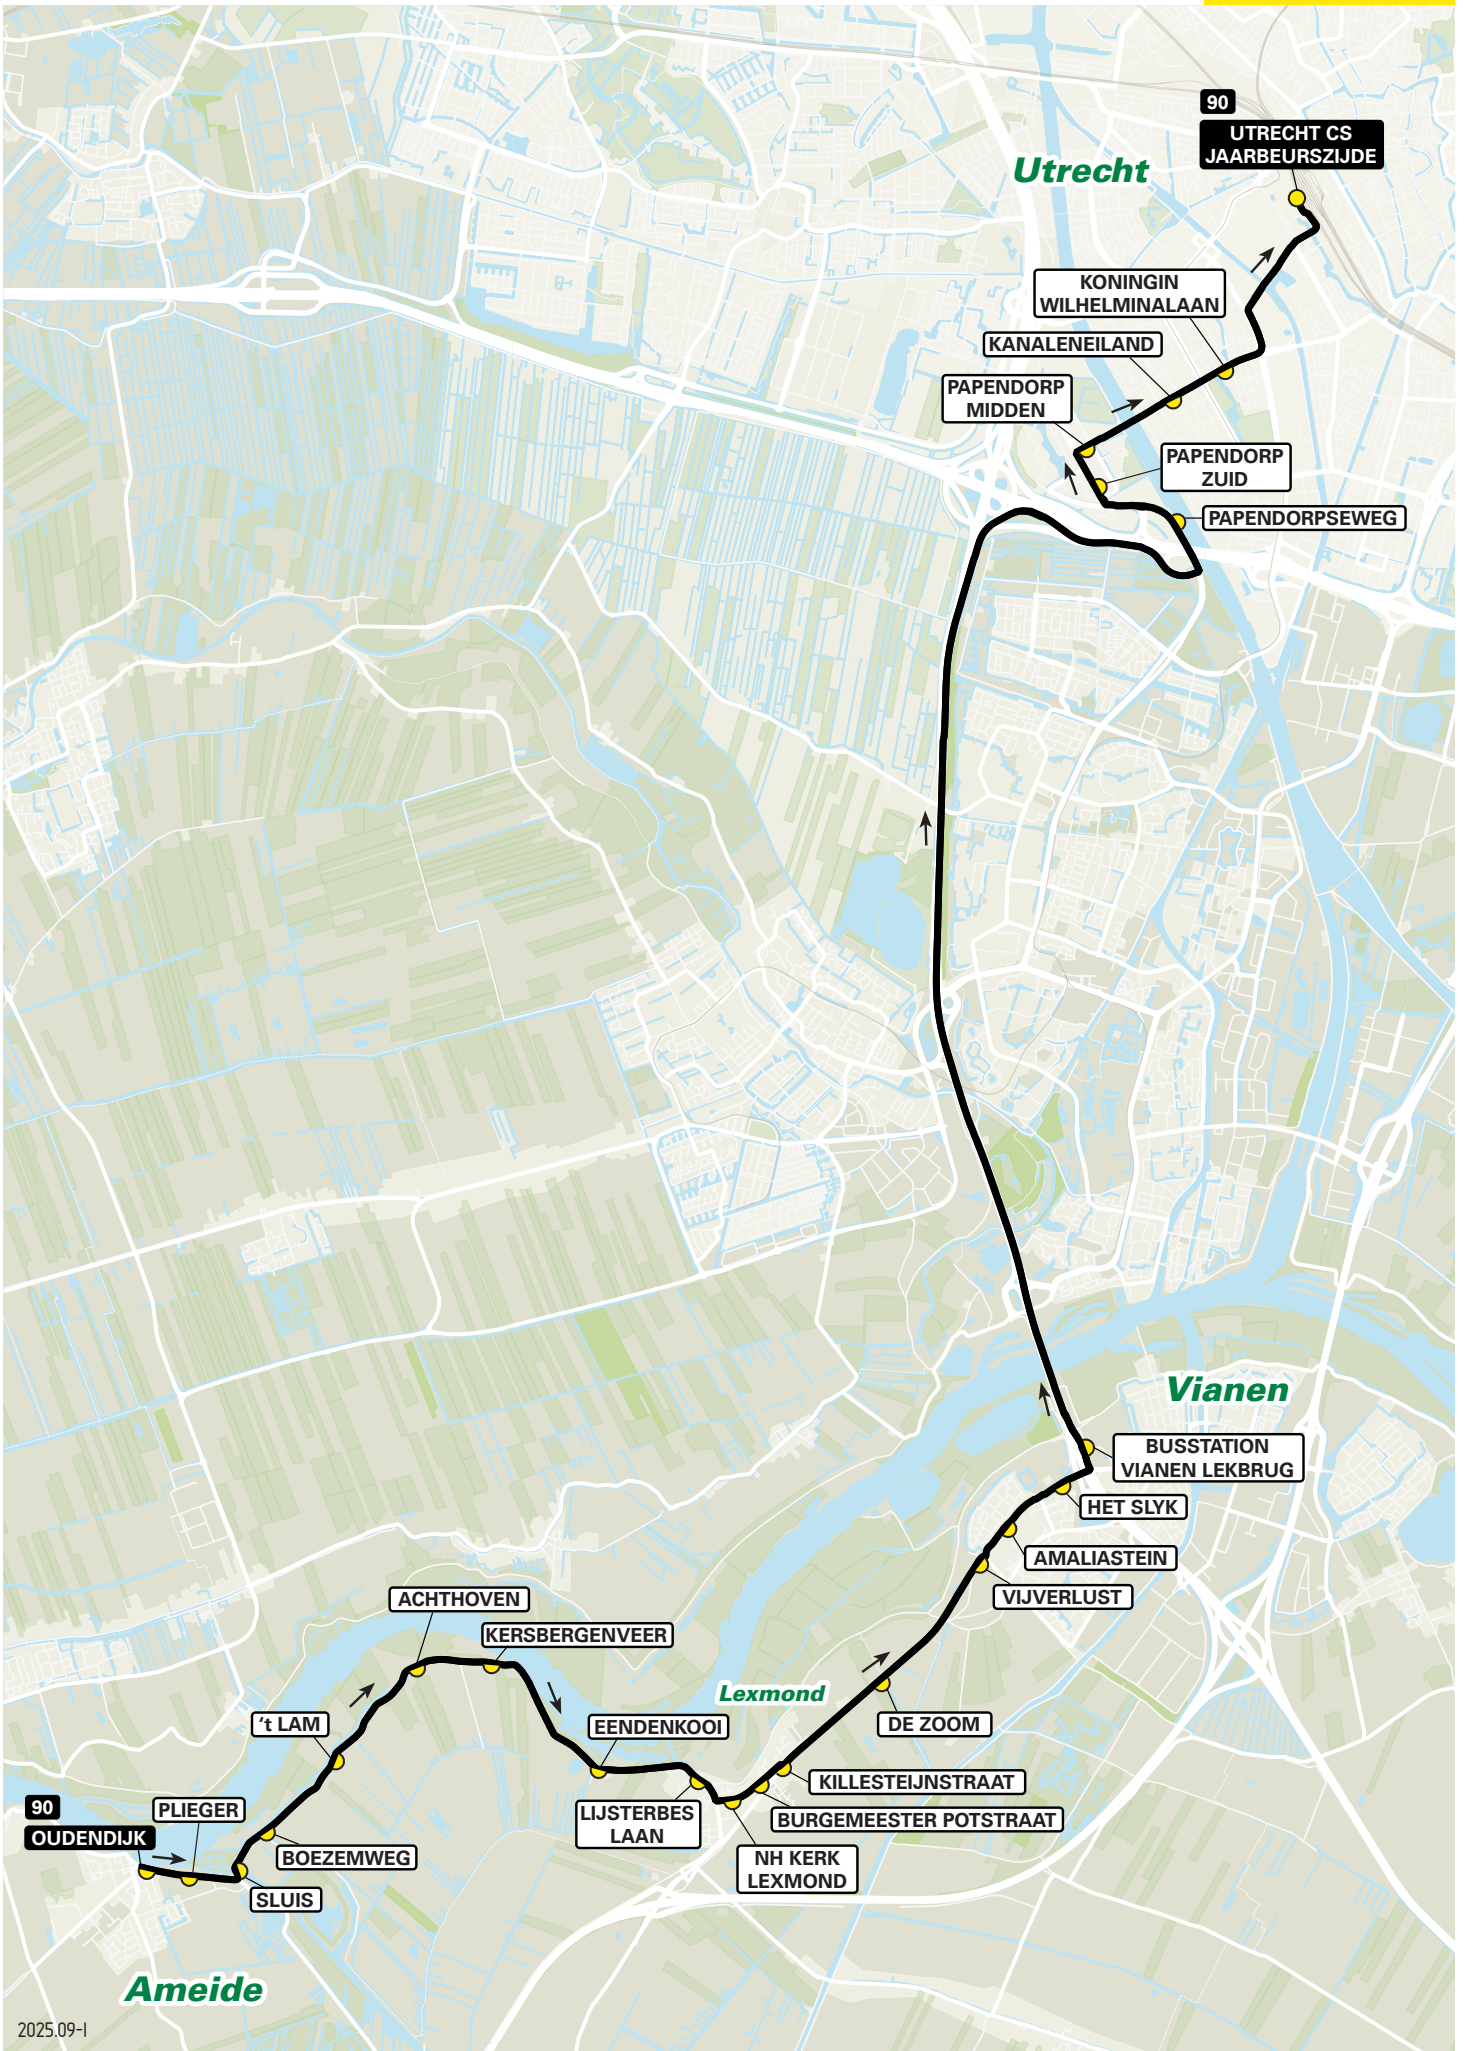 90
UTRECHT CS
JAARBEURSZIJDE
Utrecht
KONINGIN
WILHELMINALAAN
KANALENEILAND
PAPENDORP
MIDDEN
PAPENDORP
ZUID
PAPENDORPSEWEG
Vianen
BUSSTATION
VIANEN LEKBRUG
HET SLYK
AMALIASTEIN
VIJVERLUST
ACHTHOVEN
KERSBERGENVEER
Lexmond
‘t LAM
EENDENKOOI
DE ZOOM
KILLESTEIJNSTRAAT
90
OUDENDIJK
PLIEGER
LIJSTERBES
LAAN
BURGEMEESTER POTSTRAAT
BOEZEMWEG
NH KERK
LEXMOND
SLUIS
Ameide
2025.09-I